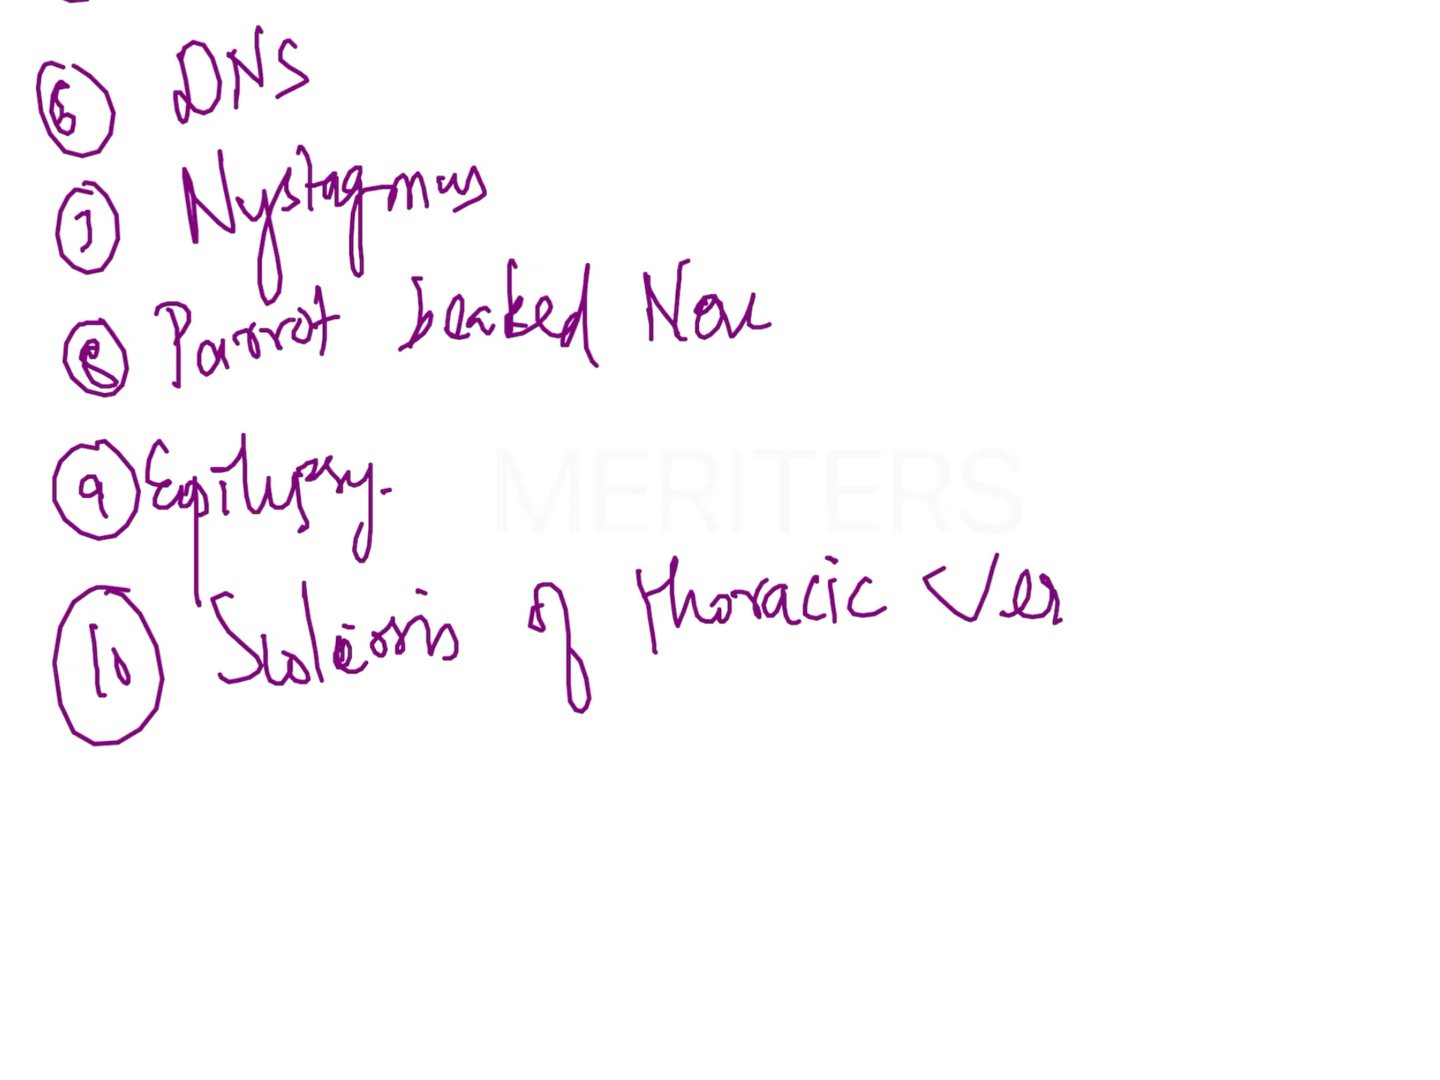 ⑥ DNS
⑦ Nystagmus
⑧ Parrot beaked Nose
⑨ Epilepsy.
MERITERS
⑩ Scoliosis of thoracic Ver